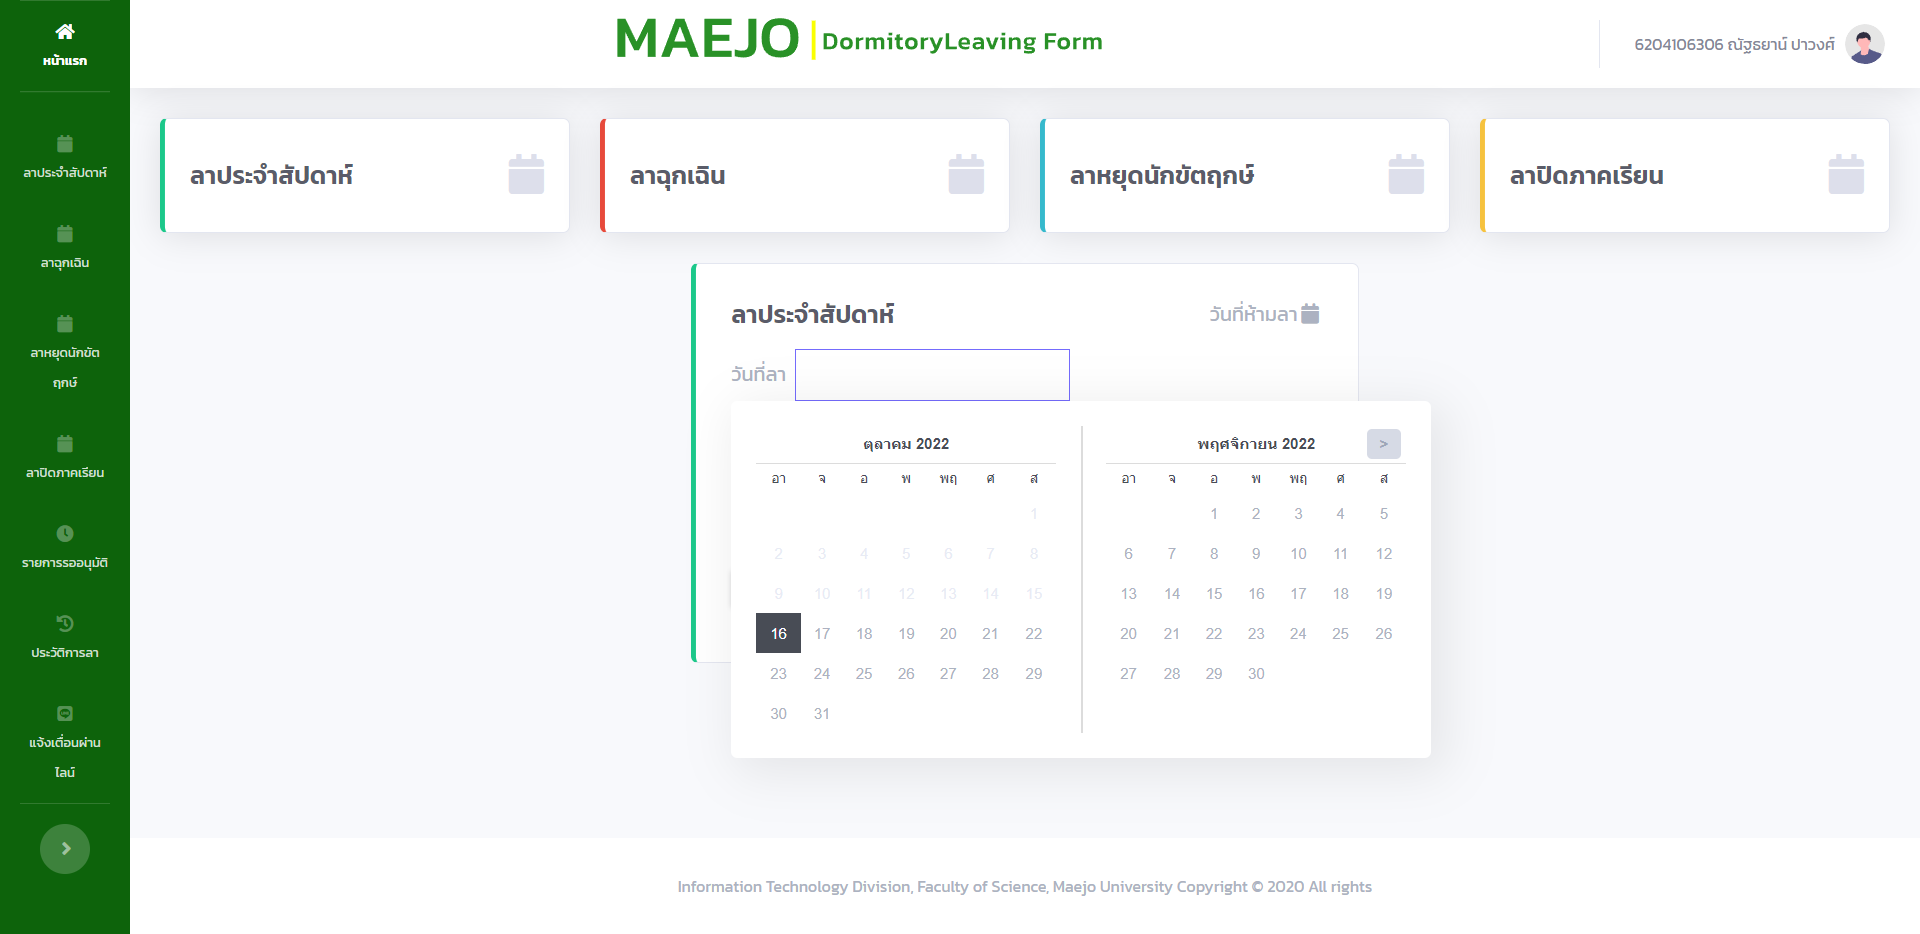 หน้าแรก
ลาประจำสัปดาห์
ลาฉุกเฉิน
ลาหยุดนักขัต
ฤกษ์
ลาปิดภาคเรียน
รายการรออนุมัติ
ประวัติการลา
แจ้งเตือนผ่าน
ไลน์
MAEJO DormitoryLeaving Form
6204106306 ณัฐธยาน์ ปาวงศ์
ลาประจำสัปดาห์
ลาฉุกเฉิน
ลาหยุดนักขัตฤกษ์
ลาปิดภาคเรียน
ลาประจำสัปดาห์
วันที่ห้ามลา
วันที่ลา
ตุลาคม 2022
อา จ อ พ พฤ ศ ส
1
2 3 4 5 6 7 8
9 10 11 12 13 14 15
16 17 18 19 20 21 22
23 24 25 26 27 28 29
30 31
พฤศจิกายน 2022 >
อา จ อ พ พฤ ศ ส
1 2 3 4 5
6 7 8 9 10 11 12
13 14 15 16 17 18 19
20 21 22 23 24 25 26
27 28 29 30
Information Technology Division, Faculty of Science, Maejo University Copyright © 2020 All rights